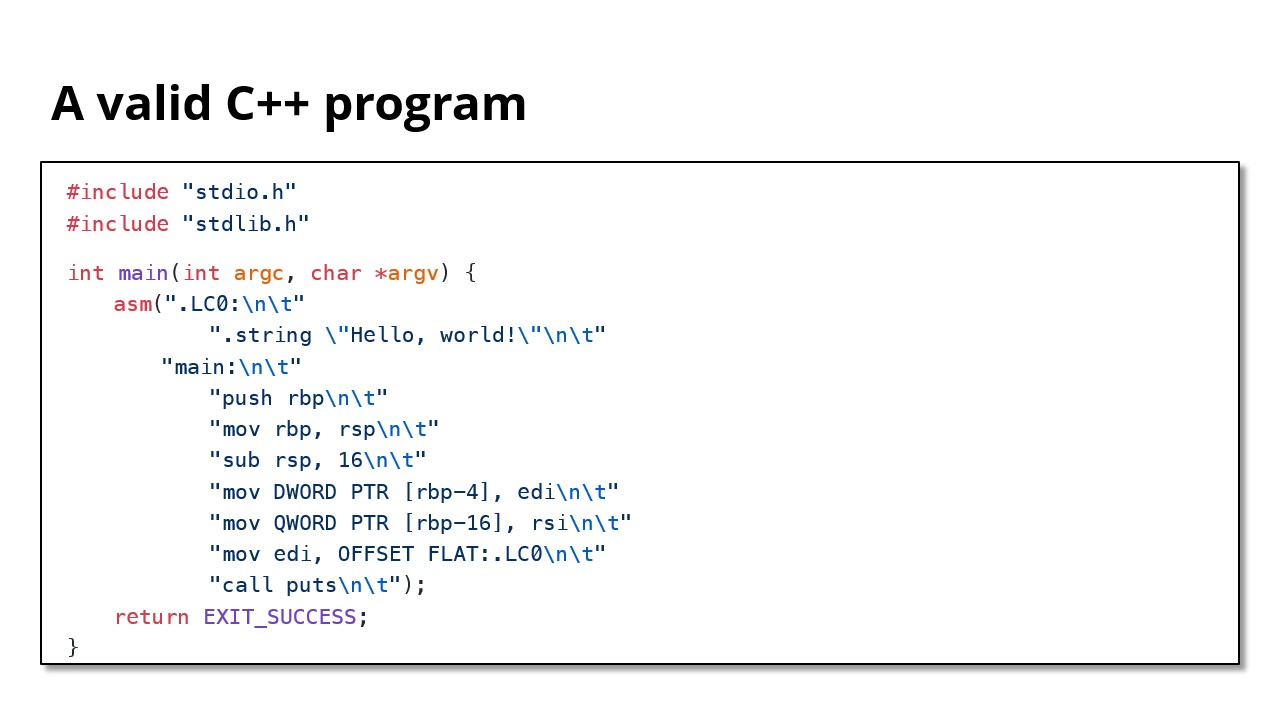 A valid C++ program
#include "stdio.h"
#include "stdlib.h"
int main(int argc, char *argv) {
asm(".LC0:\n\t"
".string \"Hello, world!\"\n\t"
"main:\n\t"
"push rbp\n\t"
"mov rbp, rsp\n\t"
"sub rsp, 16\n\t"
"mov DWORD PTR [rbp−4], edi\n\t"
"mov QWORD PTR [rbp−16], rsi\n\t"
"mov edi, OFFSET FLAT:.LC0\n\t"
"call puts\n\t");
return EXIT_SUCCESS;
}